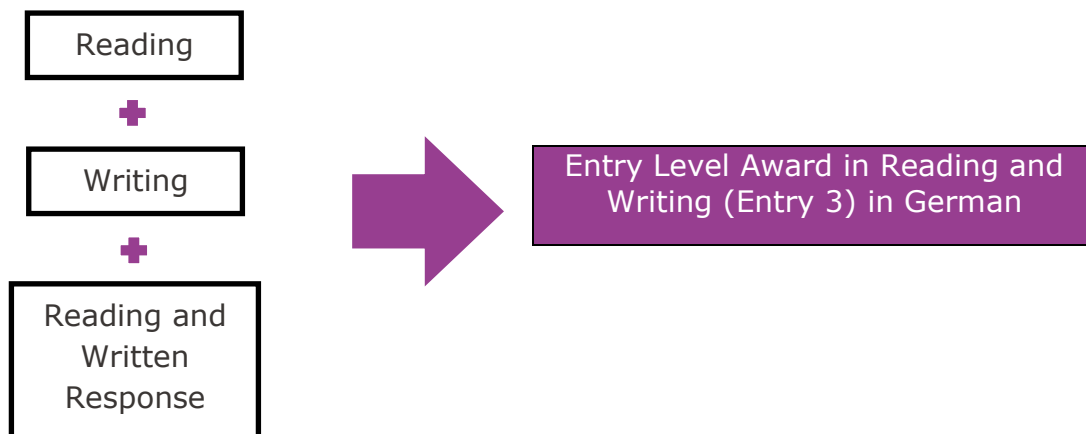 Reading
Writing
Reading and
Written
Response
Entry Level Award in Reading and
Writing (Entry 3) in German